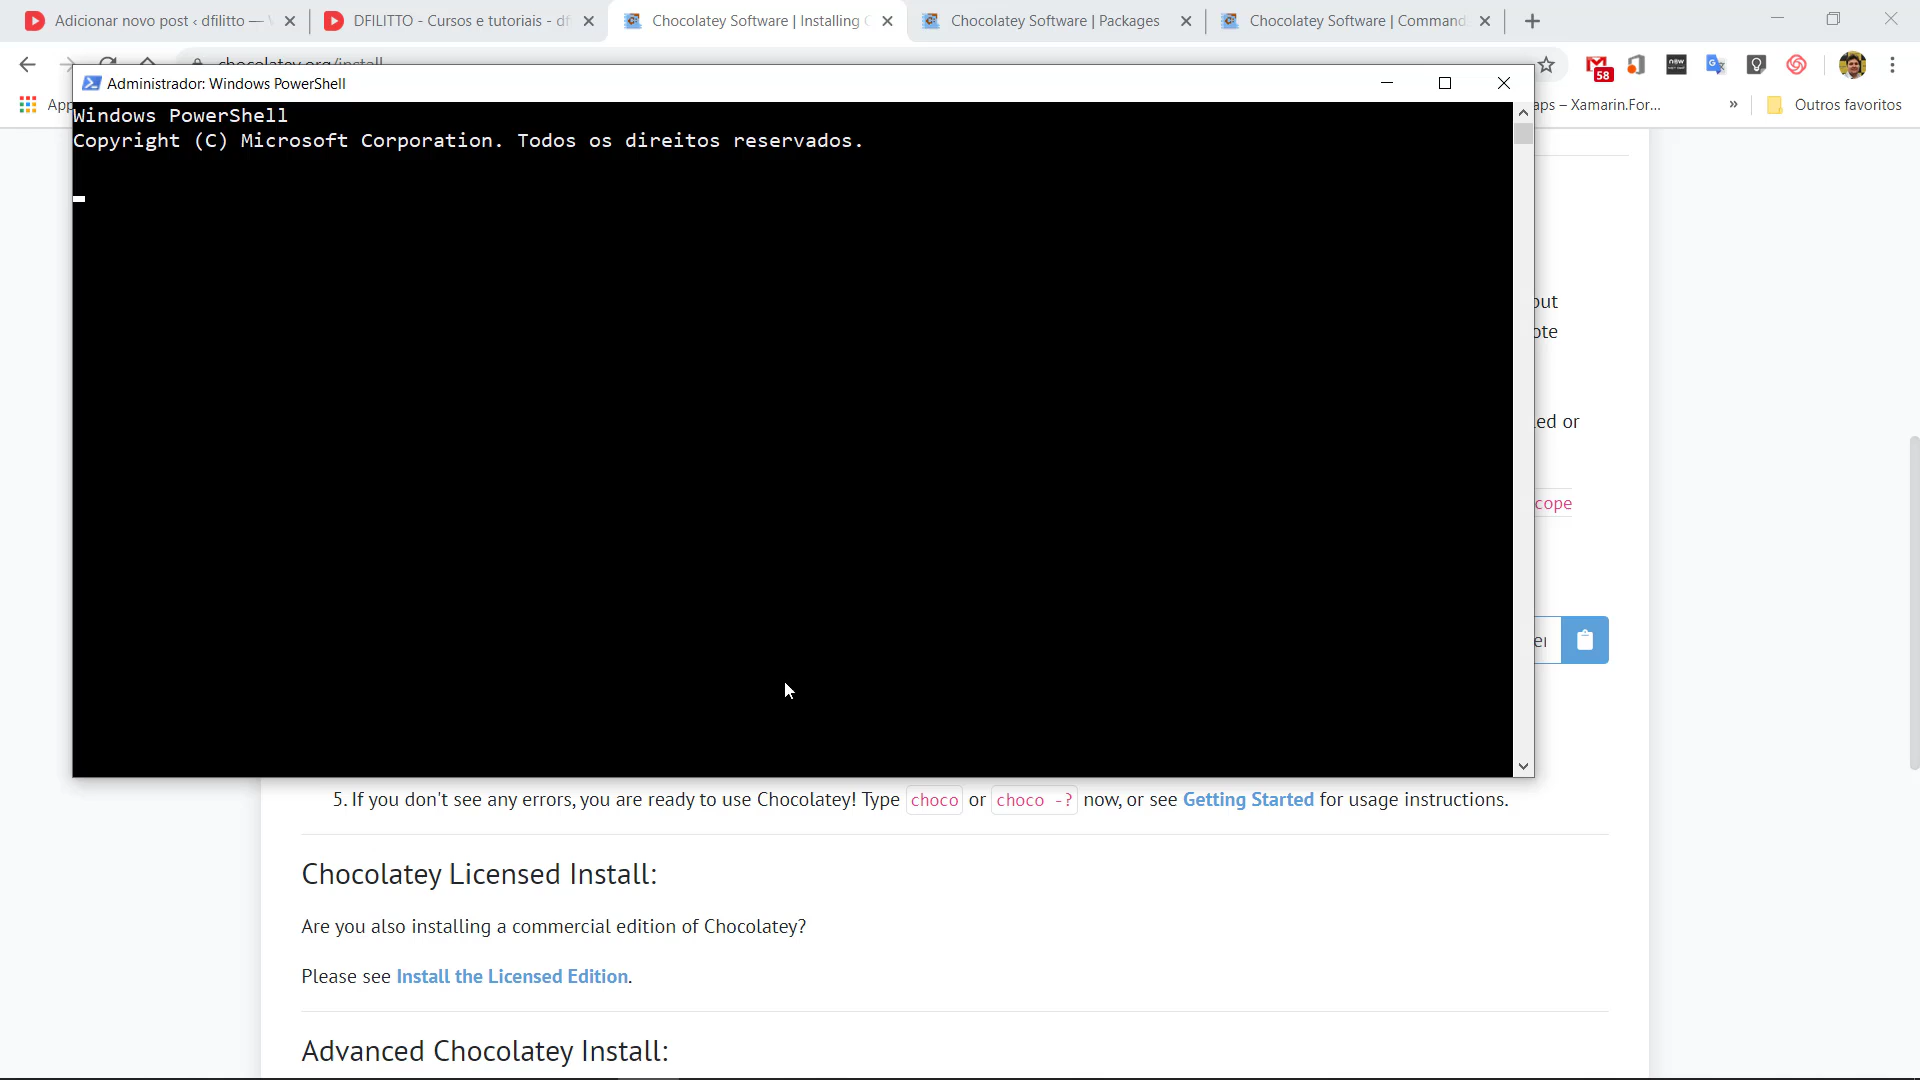 Adicionar novo post ‹ dfilitto —
DFILITTO - Cursos e tutoriais - df
Chocolatey Software | Installing
Chocolatey Software | Packages
Chocolatey Software | Command
chocolatey.org/install
58
Administrador: Windows PowerShell
App
aps – Xamarin.For...
»
Outros favoritos
Windows PowerShell
Copyright (C) Microsoft Corporation. Todos os direitos reservados.
out
ote
ed or
cope
5. If you don't see any errors, you are ready to use Chocolatey! Type choco or choco -? now, or see Getting Started for usage instructions.
Chocolatey Licensed Install:
Are you also installing a commercial edition of Chocolatey?
Please see Install the Licensed Edition.
Advanced Chocolatey Install: